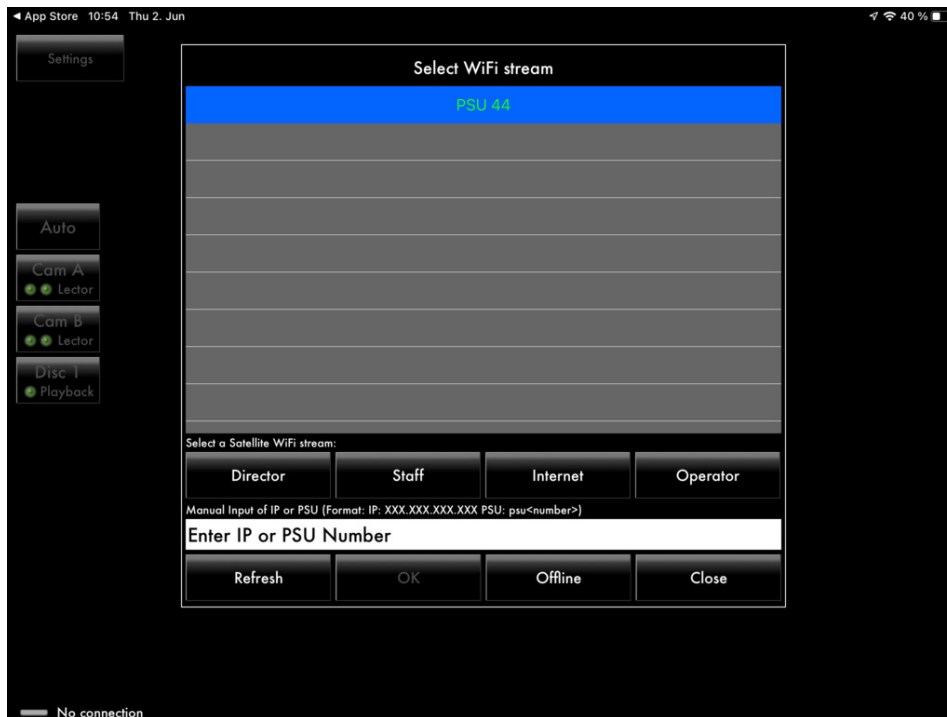 App Store 10:54 Thu 2. Jun 40 %
Settings
Select WiFi stream
PSU 44
Auto
Cam A
Lector
Cam B
Lector
Disc 1
Playback
Select a Satellite WiFi stream:
Director Staff Internet Operator
Manual Input of IP or PSU (Format: IP: XXX.XXX.XXX.XXX PSU: psu<number>)
Enter IP or PSU Number
Refresh OK Offline Close
No connection